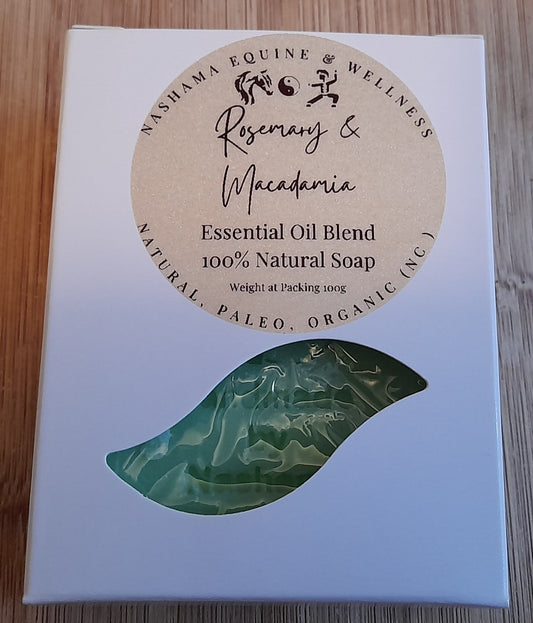 NASHAMA EQUINE & WELLNESS
Rosemary &
Macadamia
Essential Oil Blend
100% Natural Soap
Weight at Packing 100g
NATURAL, PALEO, ORGANIC (NC)